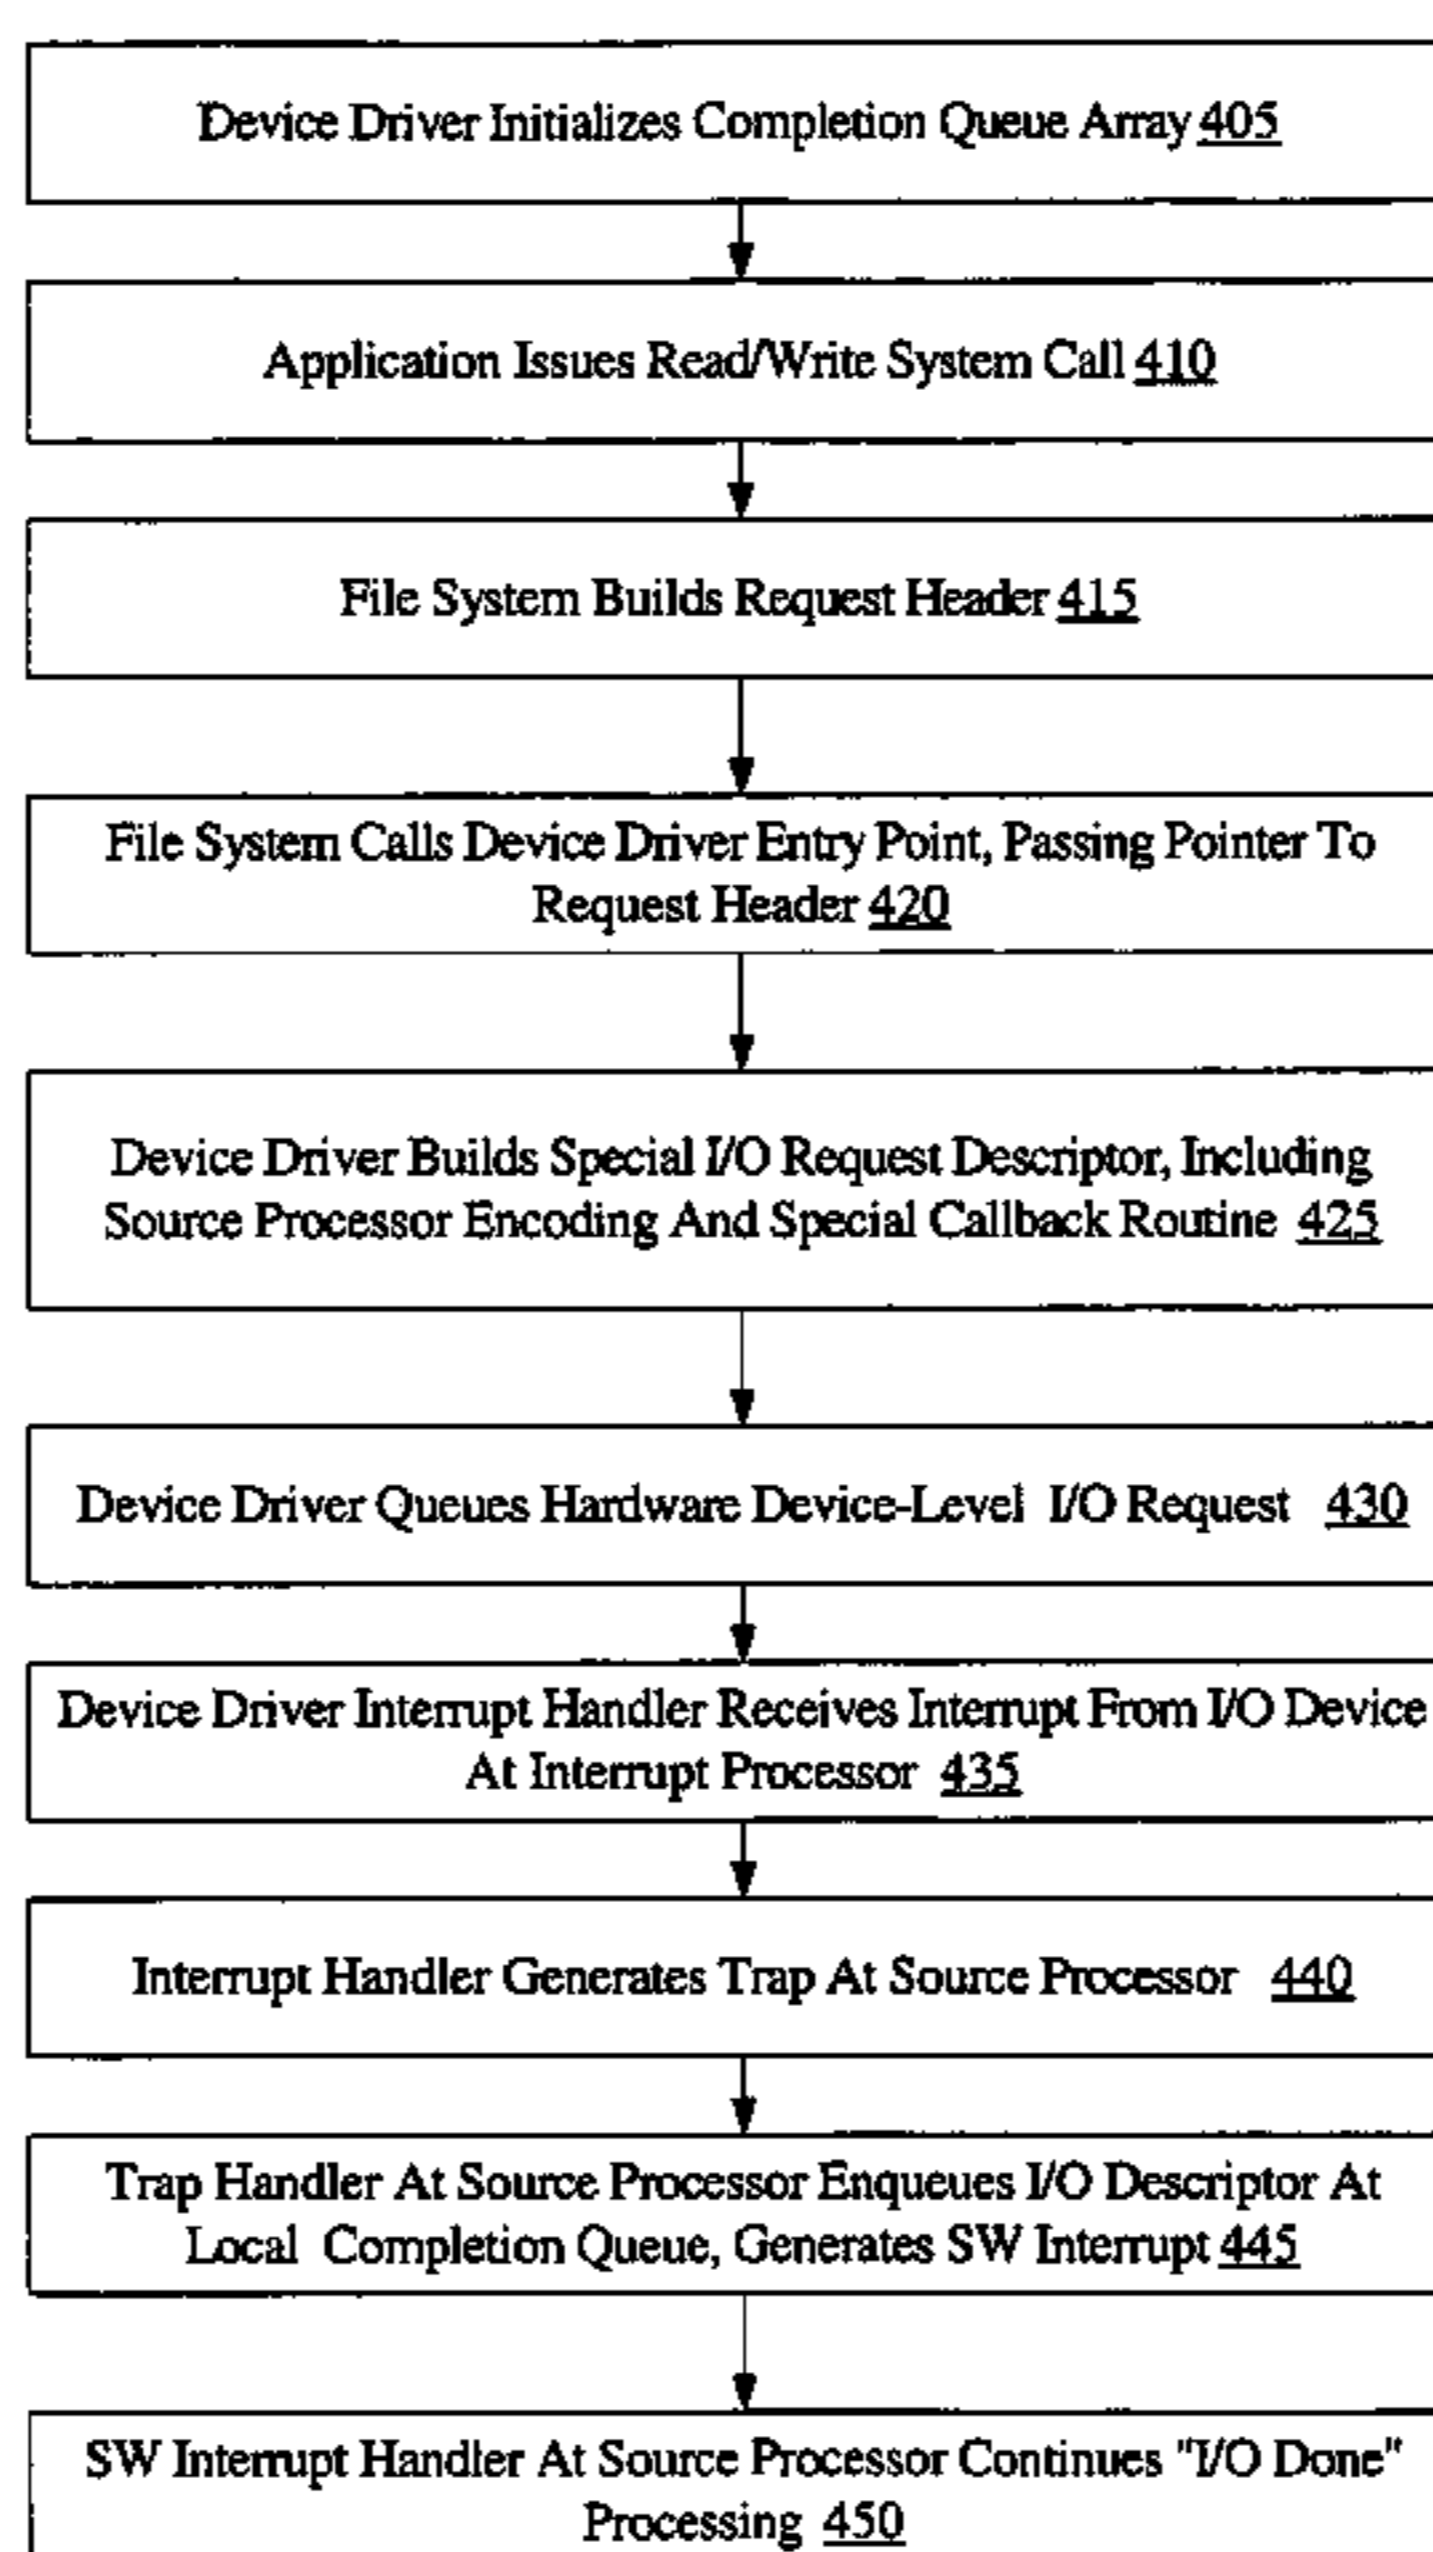 Device Driver Initializes Completion Queue Array 405
Application Issues Read/Write System Call 410
File System Builds Request Header 415
File System Calls Device Driver Entry Point, Passing Pointer To
Request Header 420
Device Driver Builds Special I/O Request Descriptor, Including
Source Processor Encoding And Special Callback Routine 425
Device Driver Queues Hardware Device-Level I/O Request 430
Device Driver Interrupt Handler Receives Interrupt From I/O Device
At Interrupt Processor 435
Interrupt Handler Generates Trap At Source Processor 440
Trap Handler At Source Processor Enqueues I/O Descriptor At
Local Completion Queue, Generates SW Interrupt 445
SW Interrupt Handler At Source Processor Continues "I/O Done"
Processing 450